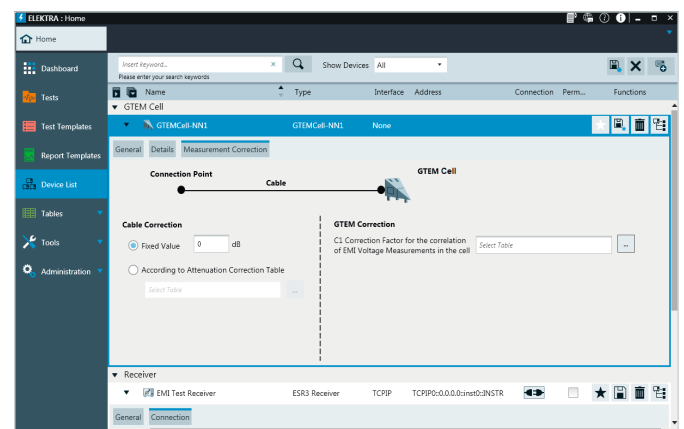 ELEKTRA : Home
Home
Dashboard
Tests
Test Templates
Report Templates
Device List
Tables
Tools
Administration
Insert keyword...
Please enter your search keywords
Show Devices All
Name Type Interface Address Connection Perm... Functions
GTEM Cell
GTEMCell-NN1 GTEMCell-NN1 None
General Details Measurement Correction
Connection Point
Cable
GTEM Cell
Cable Correction
Fixed Value 0 dB
According to Attenuation Correction Table
Select Table ...
GTEM Correction
C1 Correction Factor for the correlation
of EMI Voltage Measurements in the cell
Select Table ...
Receiver
EMI Test Receiver ESR3 Receiver TCPIP TCPIP0::0.0.0.0::inst0::INSTR
General Connection